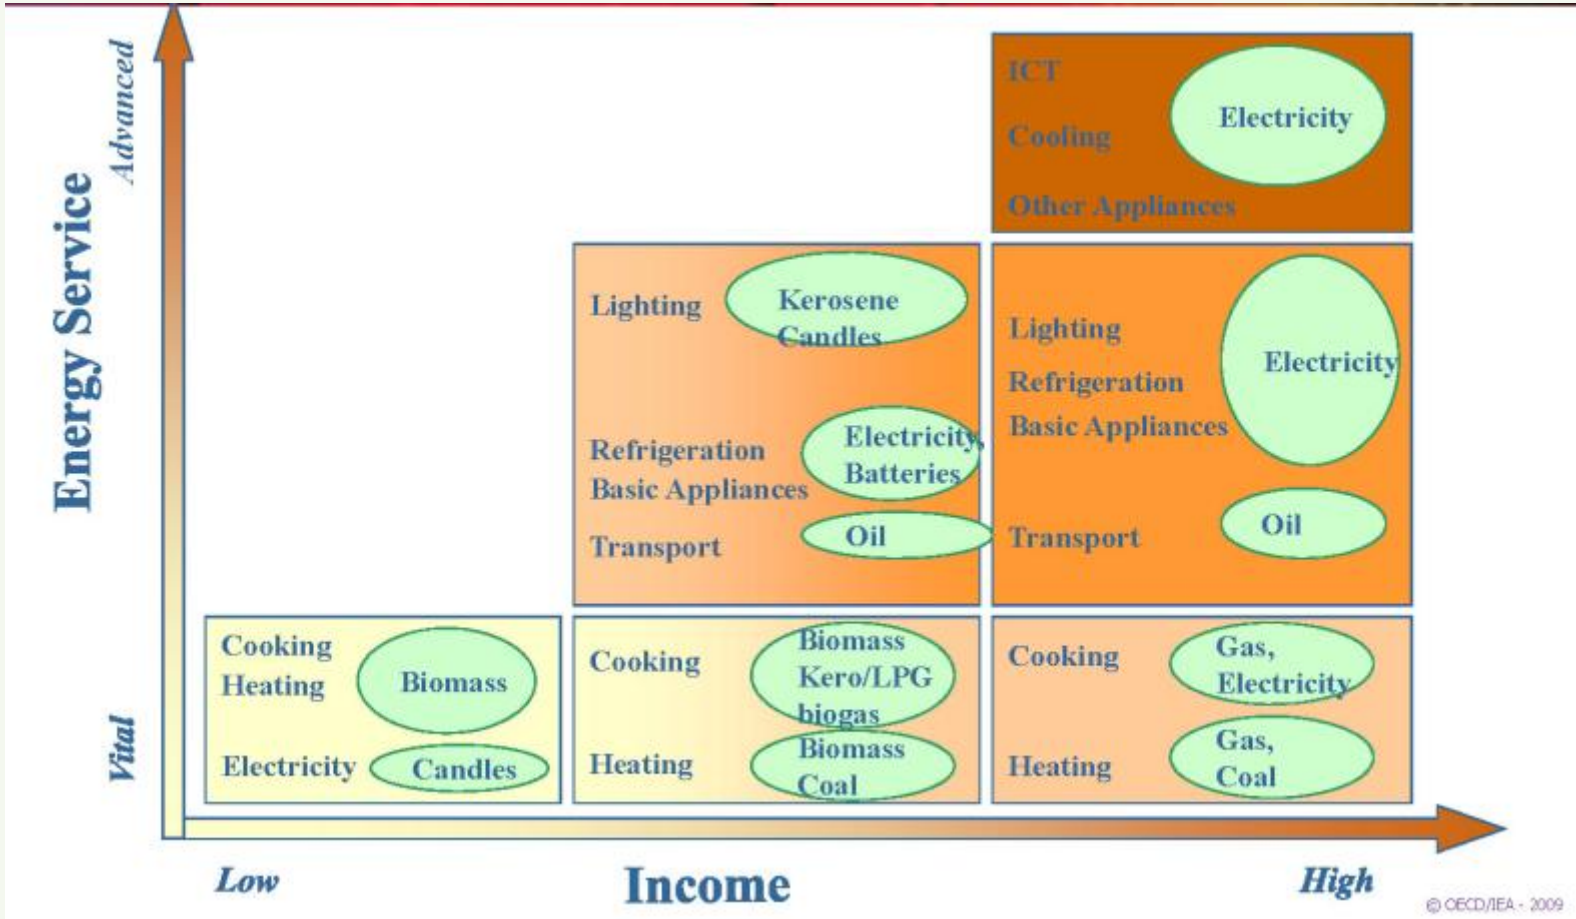 Energy Service
Advanced
Vital
ICT
Cooling
Other Appliances
Electricity
Lighting
Kerosene
Candles
Refrigeration
Basic Appliances
Electricity,
Batteries
Transport
Oil
Lighting
Refrigeration
Basic Appliances
Electricity
Transport
Oil
Cooking
Heating
Biomass
Electricity
Candles
Cooking
Biomass
Kero/LPG
biogas
Heating
Biomass
Coal
Cooking
Gas,
Electricity
Heating
Gas,
Coal
Low
Income
High
© OECD/IEA - 2009